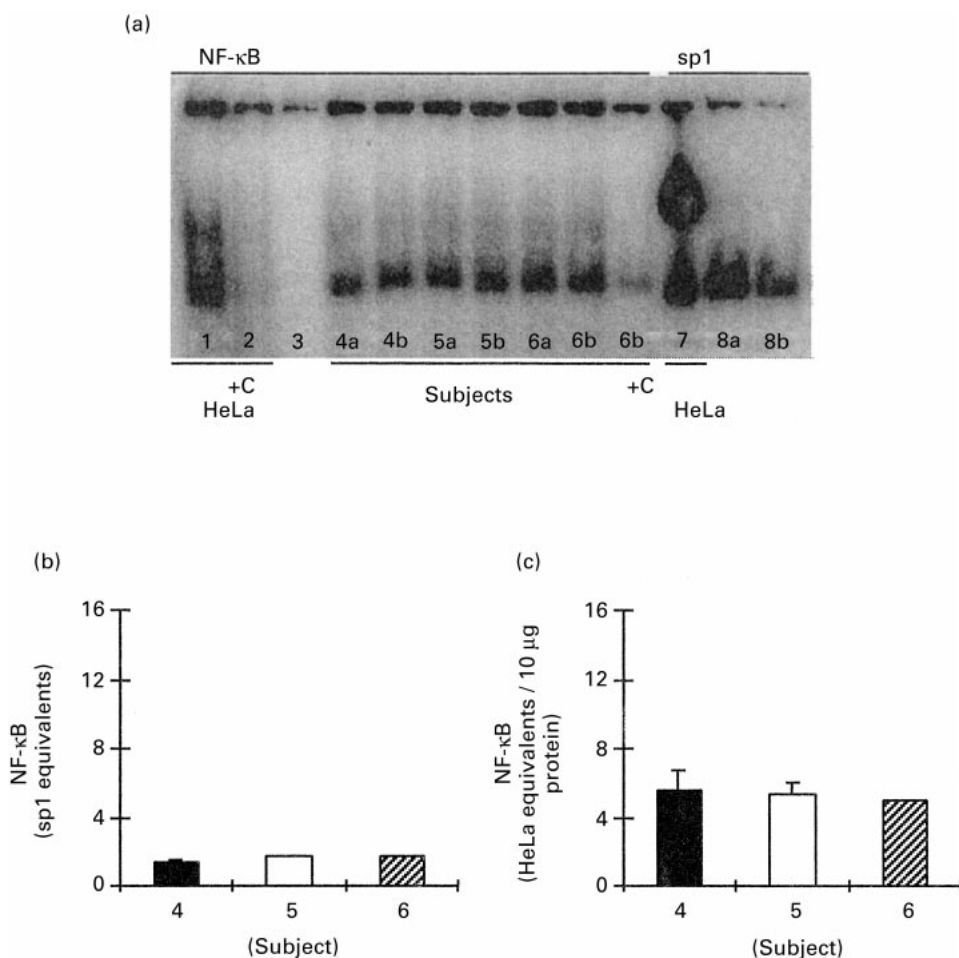 (a)
NF-κB sp1
1 2 3 4a 4b 5a 5b 6a 6b 6b 7 8a 8b
+C Subjects +C
HeLa HeLa
(b)
NF-κB
(sp1 equivalents)
16
12
8
4
0
4 5 6
(Subject)
(c)
NF-κB
(HeLa equivalents / 10 μg
protein)
16
12
8
4
0
4 5 6
(Subject)